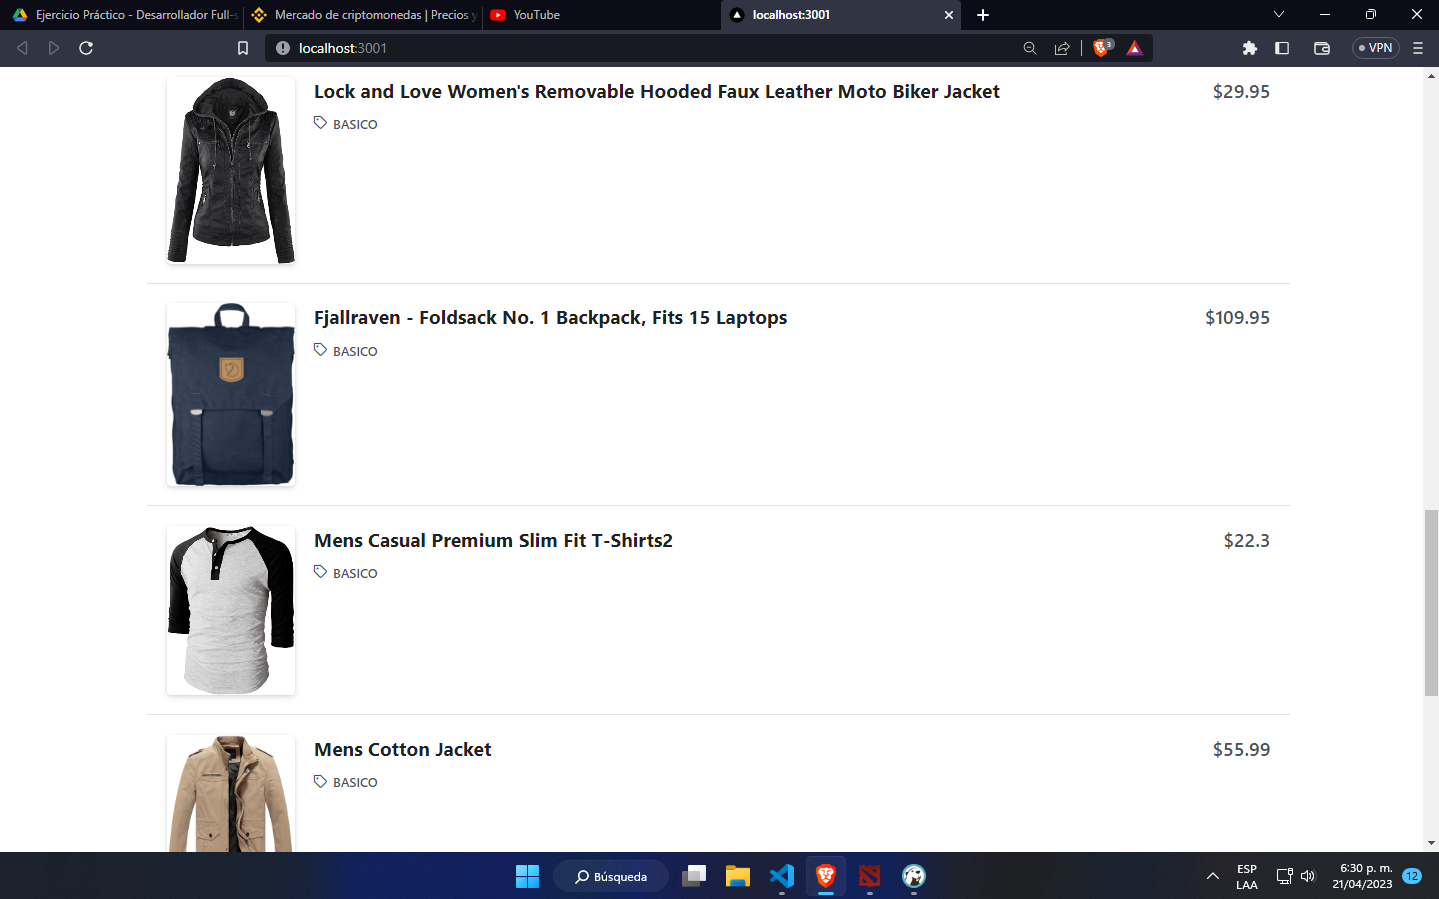 Ejercicio Práctico - Desarrollador Full-s
Mercado de criptomonedas | Precios y
YouTube
localhost:3001
localhost:3001
3
VPN
Lock and Love Women's Removable Hooded Faux Leather Moto Biker Jacket
$29.95
BASICO
Fjallraven - Foldsack No. 1 Backpack, Fits 15 Laptops
$109.95
BASICO
Mens Casual Premium Slim Fit T-Shirts2
$22.3
BASICO
Mens Cotton Jacket
$55.99
BASICO
Búsqueda
ESP
LAA
6:30 p. m.
21/04/2023
12